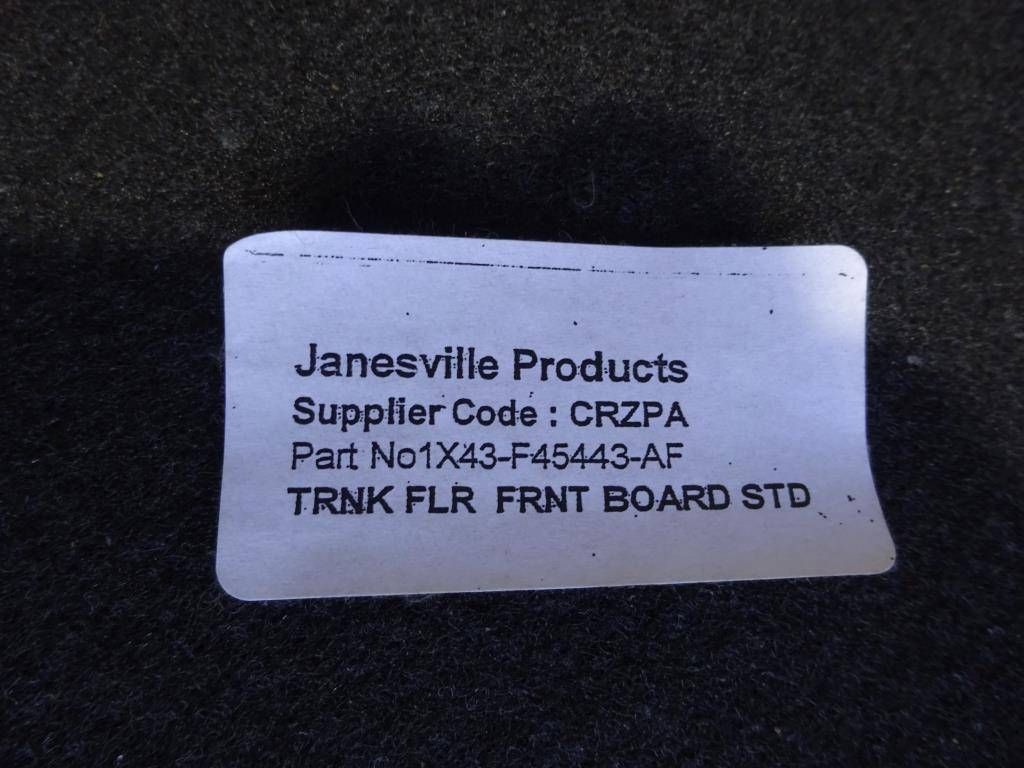 Janesville Products
Supplier Code : CRZPA
Part No1X43-F45443-AF
TRNK FLR FRNT BOARD STD